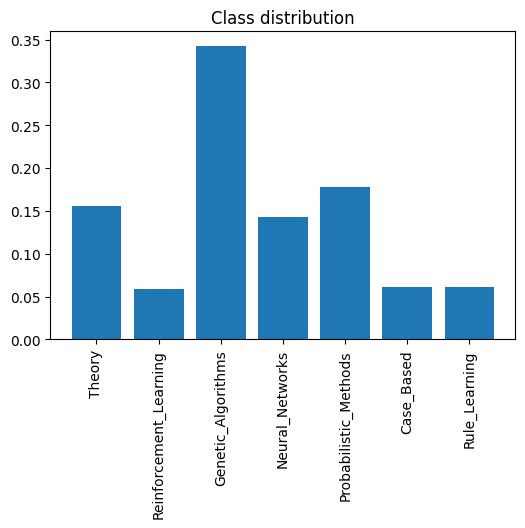 Class distribution
0.35
0.30
0.25
0.20
0.15
0.10
0.05
0.00
Theory
Reinforcement_Learning
Genetic_Algorithms
Neural_Networks
Probabilistic_Methods
Case_Based
Rule_Learning